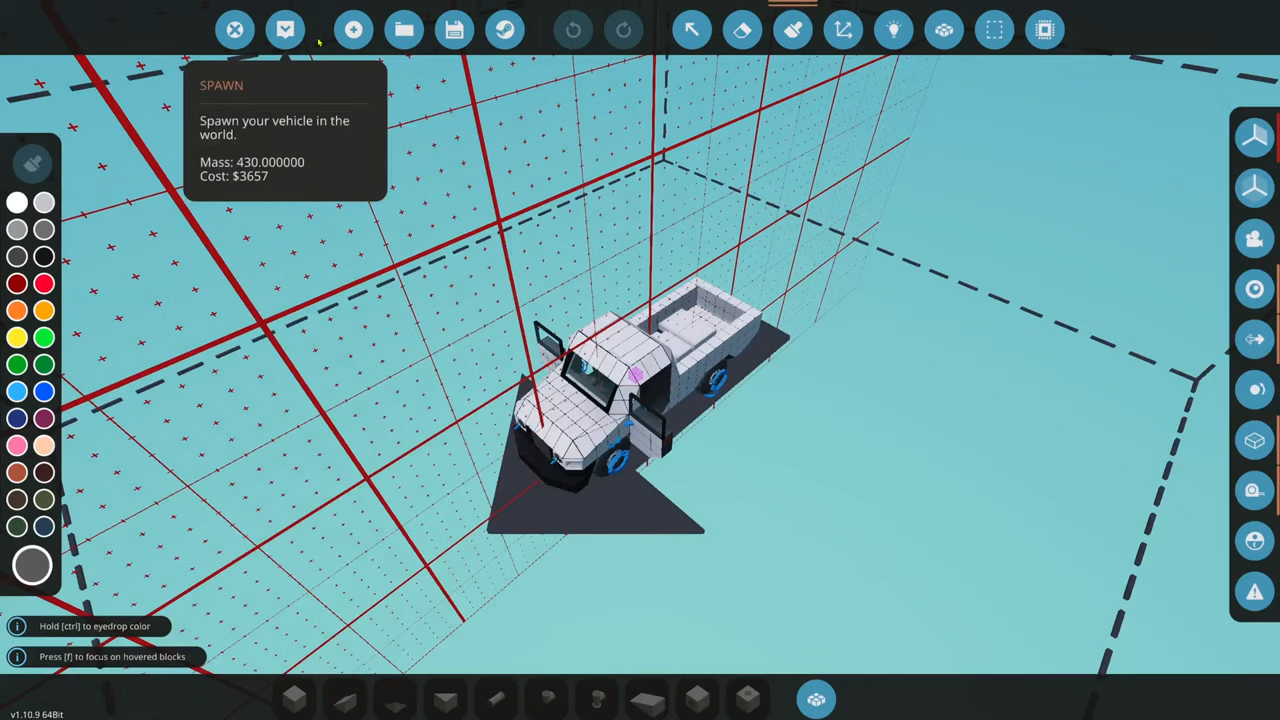 SPAWN
Spawn your vehicle in the
world.
Mass: 430.000000
Cost: $3657
Hold [ctrl] to eyedrop color
Press [f] to focus on hovered blocks
v1.10.9 64Bit